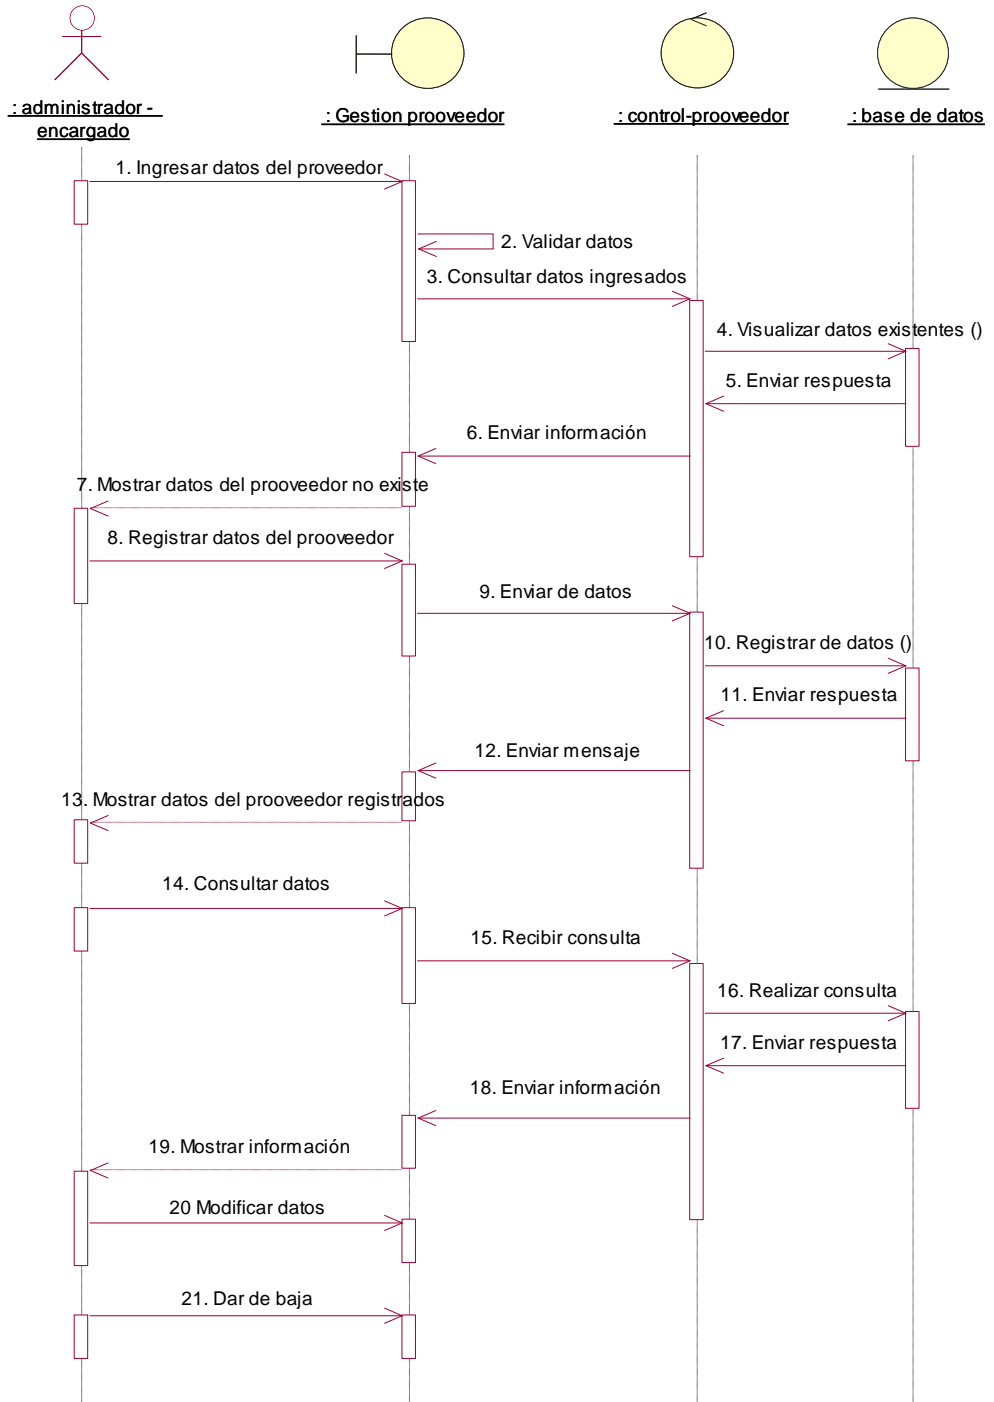 : administrador -
encargado
: Gestion prooveedor
: control-prooveedor
: base de datos
1. Ingresar datos del proveedor
2. Validar datos
3. Consultar datos ingresados
4. Visualizar datos existentes ()
5. Enviar respuesta
6. Enviar información
7. Mostrar datos del prooveedor no existe
8. Registrar datos del prooveedor
9. Enviar de datos
10. Registrar de datos ()
11. Enviar respuesta
12. Enviar mensaje
13. Mostrar datos del prooveedor registrados
14. Consultar datos
15. Recibir consulta
16. Realizar consulta
17. Enviar respuesta
18. Enviar información
19. Mostrar información
20 Modificar datos
21. Dar de baja